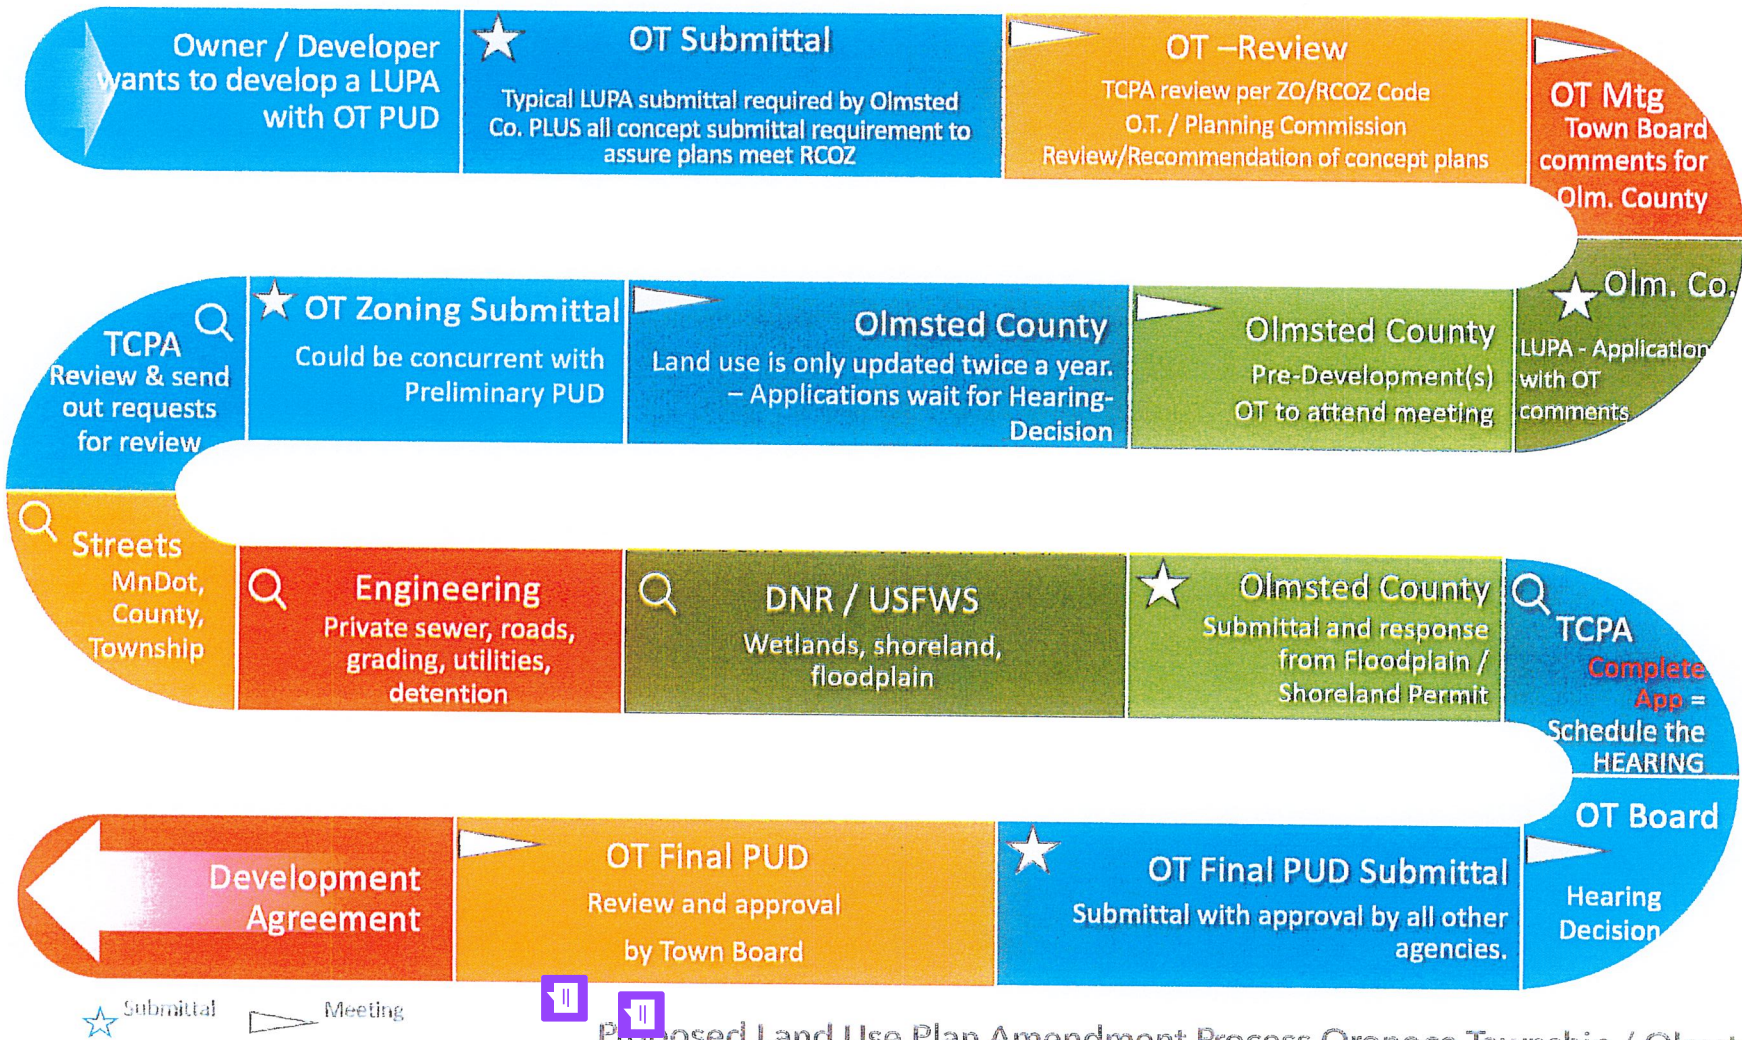 Owner / Developer
wants to develop a LUPA
with OT PUD
OT Submittal
Typical LUPA submittal required by Olmsted
Co. PLUS all concept submittal requirement to
assure plans meet RCOZ
OT –Review
TCPA review per ZO/RCOZ Code
O.T. / Planning Commission
Review/Recommendation of concept plans
OT Mtg
Town Board
comments for
Olm. County
Olm. Co.
LUPA - Application
with OT
comments
Olmsted County
Pre-Development(s)
OT to attend meeting
Olmsted County
Land use is only updated twice a year.
– Applications wait for Hearing-
Decision
OT Zoning Submittal
Could be concurrent with
Preliminary PUD
TCPA
Review & send
out requests
for review
Streets
MnDot,
County,
Township
Engineering
Private sewer, roads,
grading, utilities,
detention
DNR / USFWS
Wetlands, shoreland,
floodplain
Olmsted County
Submittal and response
from Floodplain /
Shoreland Permit
TCPA
Complete
App =
Schedule the
HEARING
OT Board
Hearing
Decision
OT Final PUD Submittal
Submittal with approval by all other
agencies.
OT Final PUD
Review and approval
by Town Board
Development
Agreement
Submittal
Meeting
Proposed Land Use Plan Amendment Process Oronoco Township /